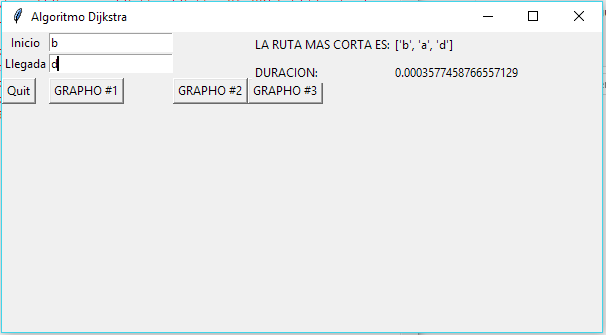 Algoritmo Dijkstra
Inicio b LA RUTA MAS CORTA ES: ['b', 'a', 'd']
Llegada d DURACION: 0.0003577458766557129
Quit GRAPHO #1 GRAPHO #2 GRAPHO #3